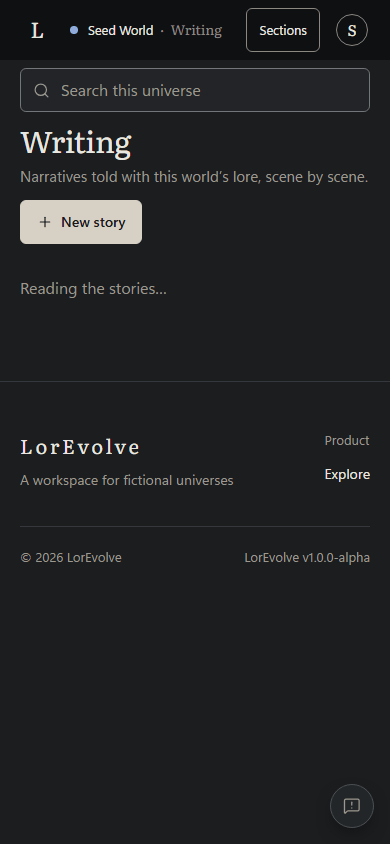 L
Seed World · Writing
Sections
S
Search this universe
Writing
Narratives told with this world’s lore, scene by scene.
New story
Reading the stories…
LorEvolve
A workspace for fictional universes
Product
Explore
© 2026 LorEvolve
LorEvolve v1.0.0-alpha